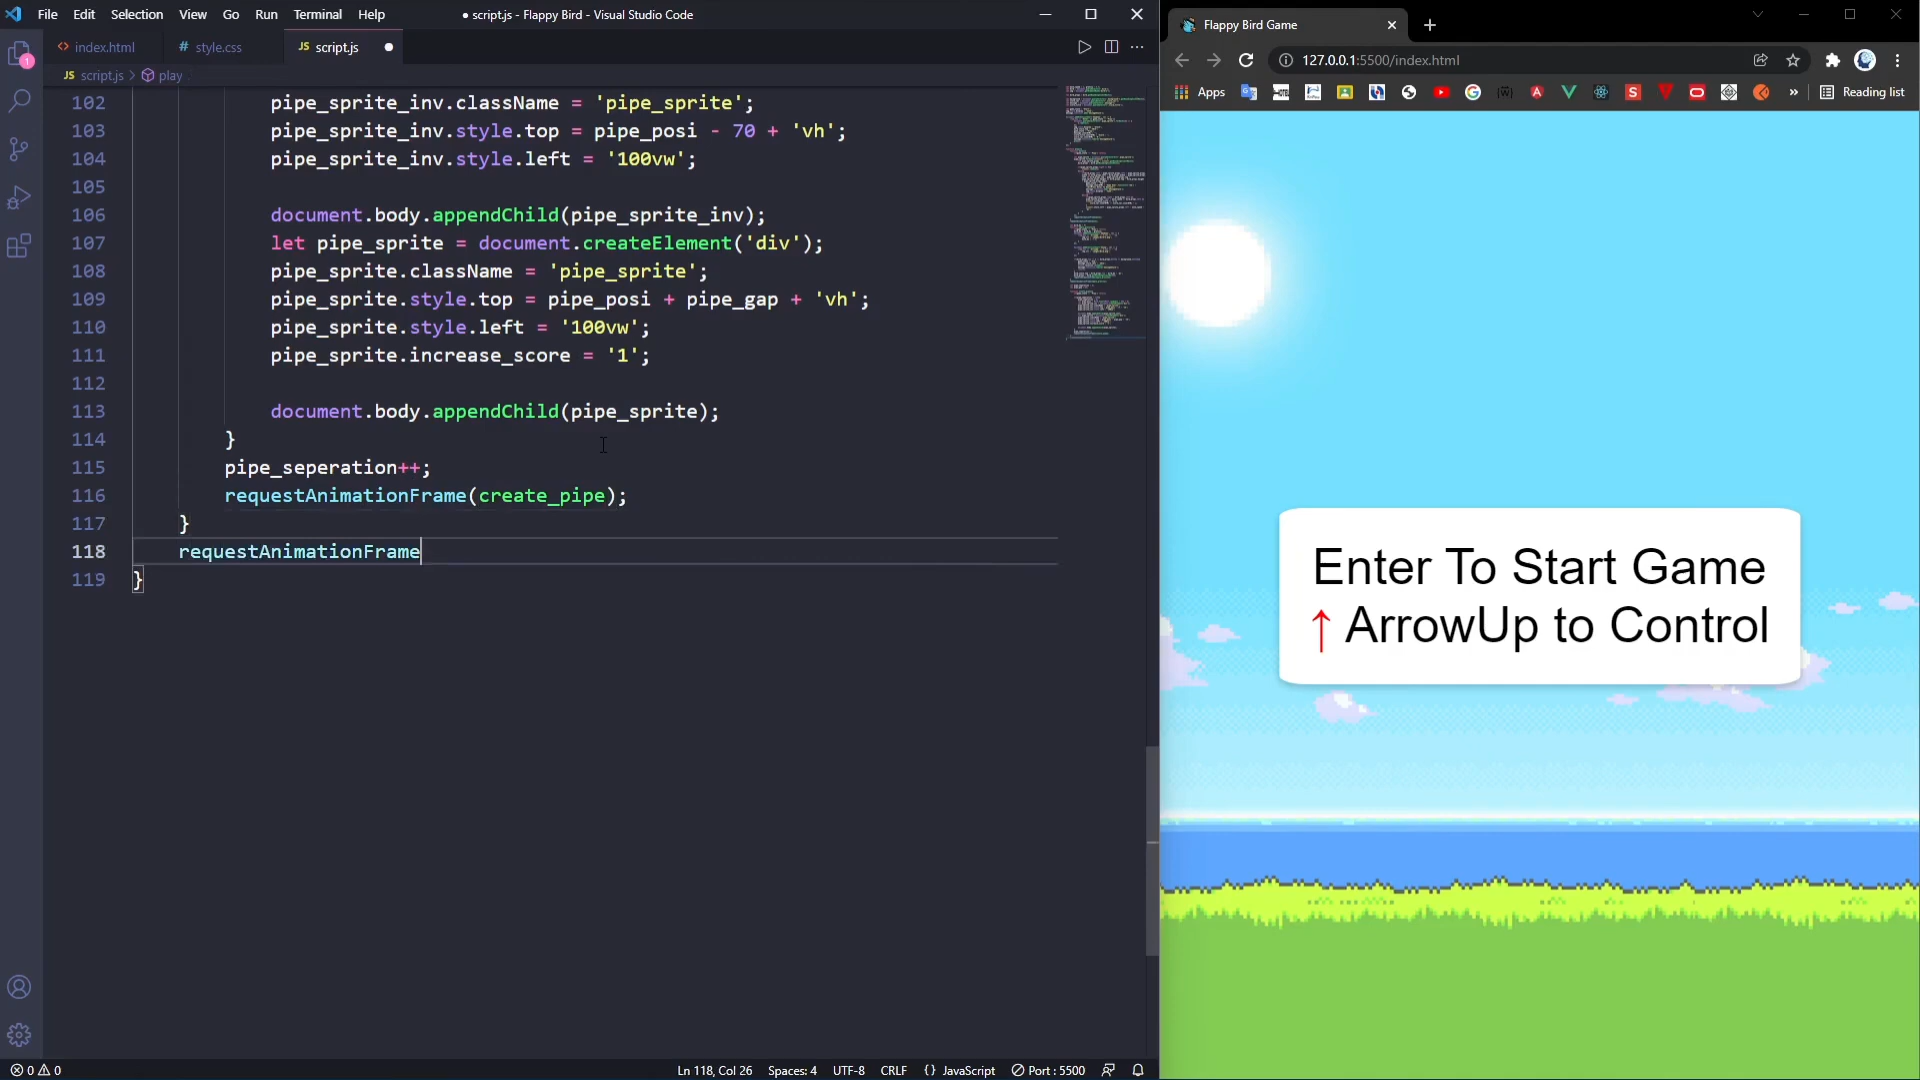 File Edit Selection View Go Run Terminal Help
● script.js - Flappy Bird - Visual Studio Code
index.html
# style.css
JS script.js ●
JS script.js > play
102 pipe_sprite_inv.className = 'pipe_sprite';
103 pipe_sprite_inv.style.top = pipe_posi - 70 + 'vh';
104 pipe_sprite_inv.style.left = '100vw';
105
106 document.body.appendChild(pipe_sprite_inv);
107 let pipe_sprite = document.createElement('div');
108 pipe_sprite.className = 'pipe_sprite';
109 pipe_sprite.style.top = pipe_posi + pipe_gap + 'vh';
110 pipe_sprite.style.left = '100vw';
111 pipe_sprite.increase_score = '1';
112
113 document.body.appendChild(pipe_sprite);
114 }
115 pipe_seperation++;
116 requestAnimationFrame(create_pipe);
117 }
118 requestAnimationFrame
119 }
1
0 0
Ln 118, Col 26
Spaces: 4
UTF-8
CRLF
{} JavaScript
Port : 5500
Flappy Bird Game
127.0.0.1:5500/index.html
Apps
»
Reading list
Enter To Start Game
↑ ArrowUp to Control